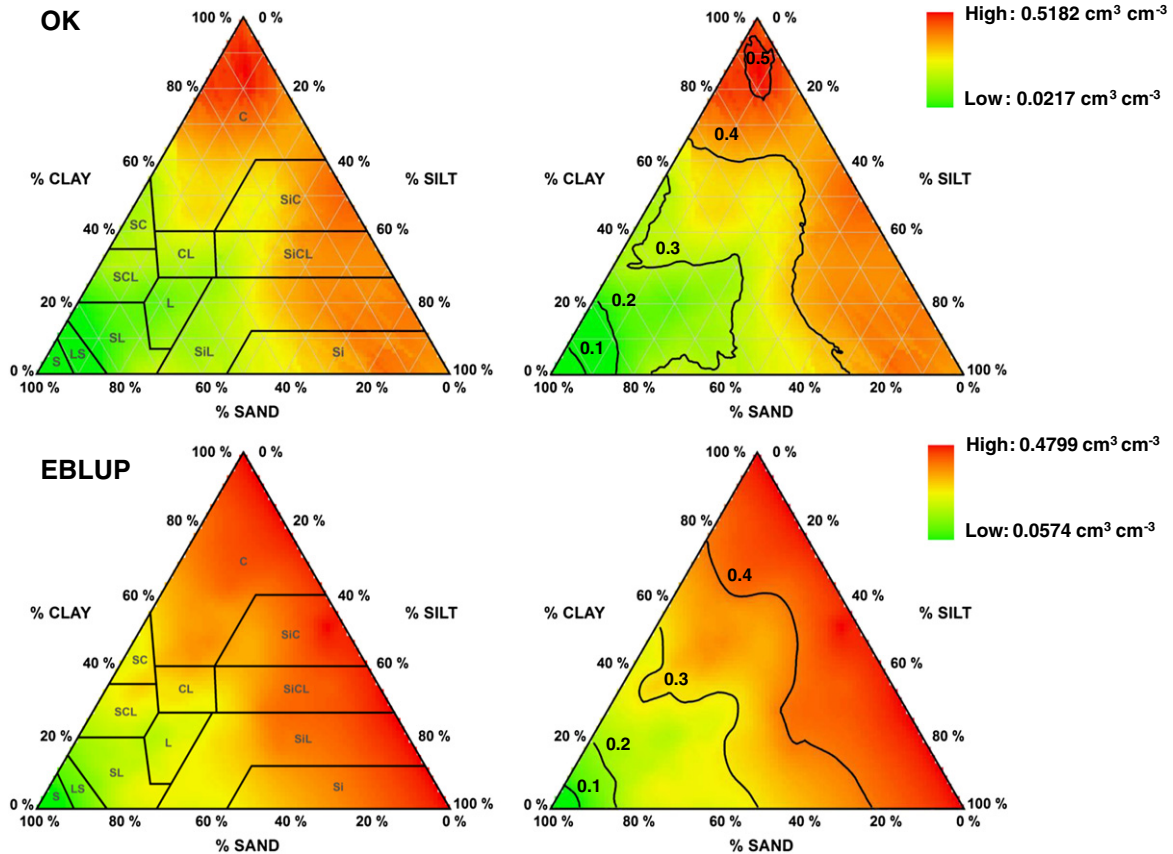 OK
100 %
0 %
80 %
20 %
C
60 %
40 %
% CLAY
% SILT
SiC
SC
40 %
60 %
CL
SiCL
SCL
20 %
L
80 %
SL
SiL
Si
S
LS
0 %
100 %
100 %
80 %
60 %
40 %
20 %
0 %
% SAND
100 %
0 %
0.5
80 %
20 %
0.4
60 %
40 %
% CLAY
% SILT
40 %
60 %
0.3
20 %
0.2
80 %
0.1
0 %
100 %
100 %
80 %
60 %
40 %
20 %
0 %
% SAND
High: 0.5182 cm³ cm⁻³
Low: 0.0217 cm³ cm⁻³
EBLUP
100 %
0 %
80 %
20 %
C
60 %
40 %
% CLAY
% SILT
SiC
SC
40 %
60 %
CL
SiCL
SCL
20 %
L
SiL
80 %
SL
Si
S
LS
0 %
100 %
100 %
80 %
60 %
40 %
20 %
0 %
% SAND
100 %
0 %
80 %
20 %
0.4
60 %
40 %
% CLAY
% SILT
40 %
60 %
0.3
20 %
0.2
80 %
0.1
0 %
100 %
100 %
80 %
60 %
40 %
20 %
0 %
% SAND
High: 0.4799 cm³ cm⁻³
Low: 0.0574 cm³ cm⁻³